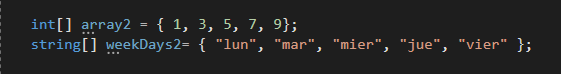 int[] array2 = { 1, 3, 5, 7, 9};
string[] weekDays2= { "lun", "mar", "mier", "jue", "vier" };